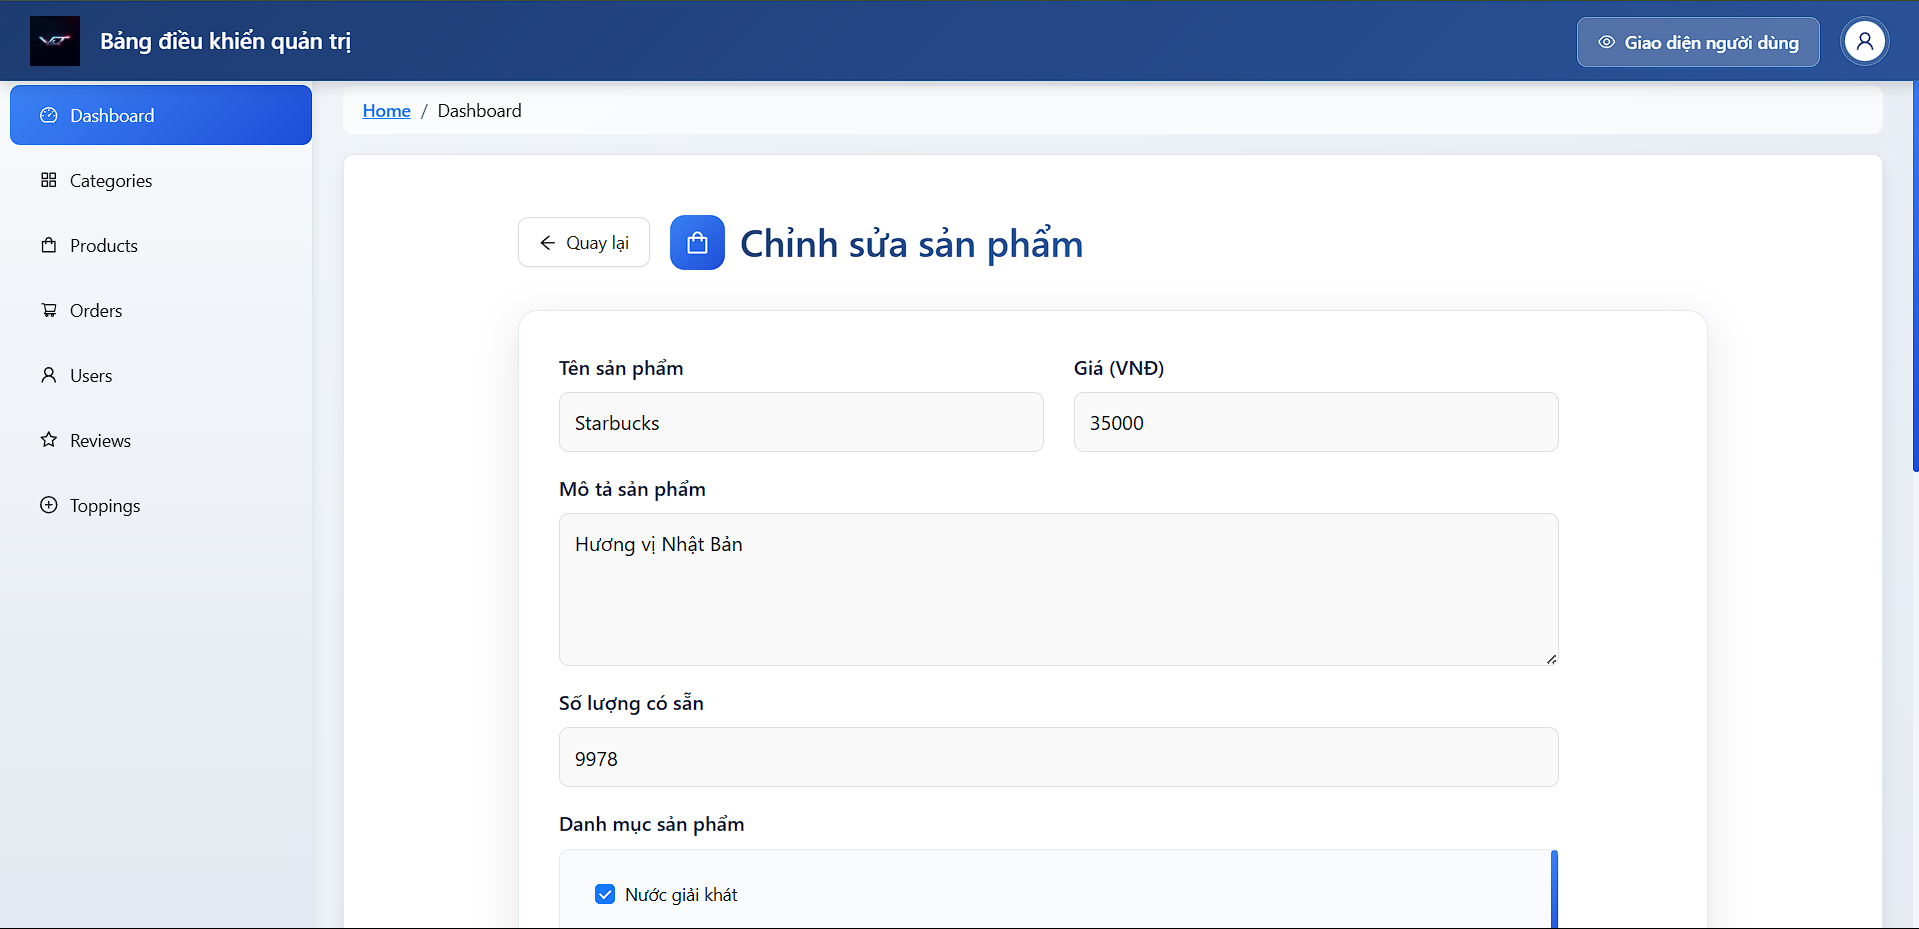 VCT
Bảng điều khiển quản trị
Giao diện người dùng
Dashboard
Categories
Products
Orders
Users
Reviews
Toppings
Home / Dashboard
Quay lại
Chỉnh sửa sản phẩm
Tên sản phẩm
Giá (VNĐ)
Starbucks
35000
Mô tả sản phẩm
Hương vị Nhật Bản
Số lượng có sẵn
9978
Danh mục sản phẩm
Nước giải khát